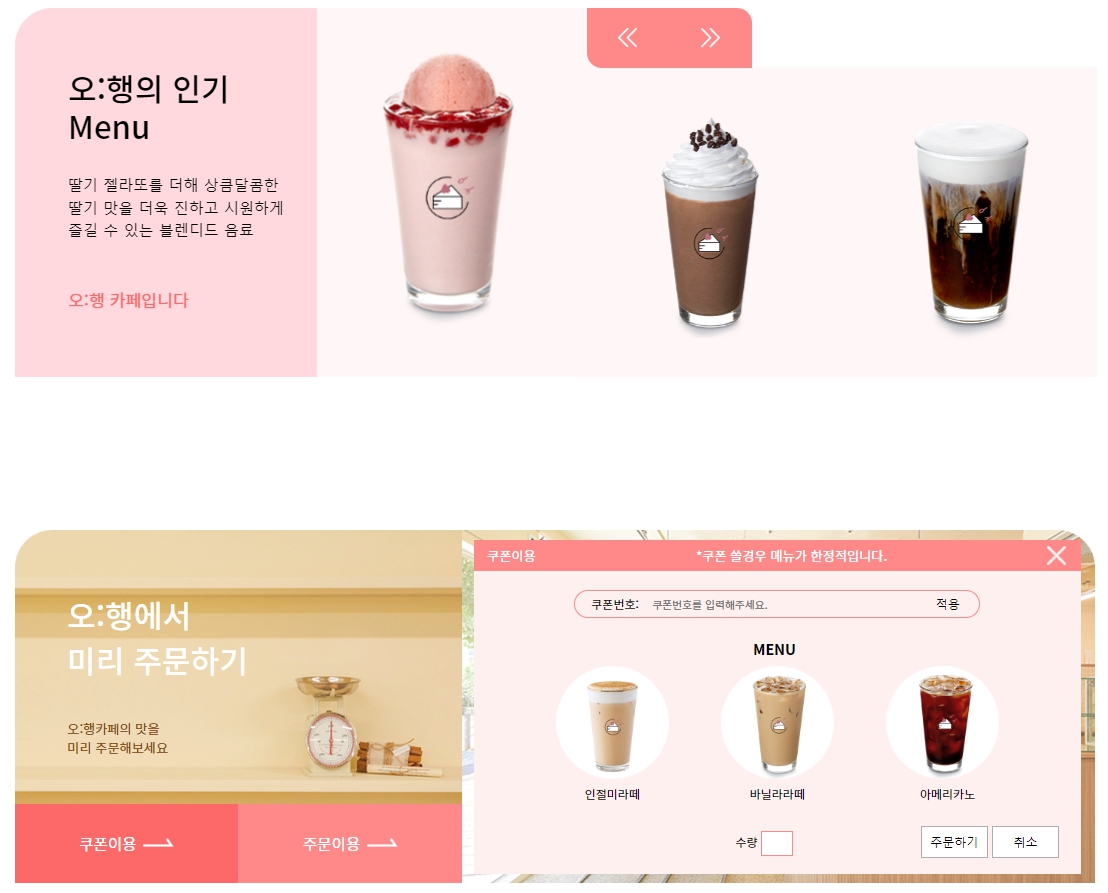 오:행의 인기
Menu
딸기 젤라또를 더해 상큼달콤한
딸기 맛을 더욱 진하고 시원하게
즐길 수 있는 블렌디드 음료
오:행 카페입니다
오:행에서
미리 주문하기
오:행카페의 맛을
미리 주문해보세요
쿠폰이용
주문이용
쿠폰이용
*쿠폰 쓸경우 메뉴가 한정적입니다.
쿠폰번호: 쿠폰번호를 입력해주세요. 적용
MENU
인절미라떼
바닐라라떼
아메리카노
수량
주문하기
취소